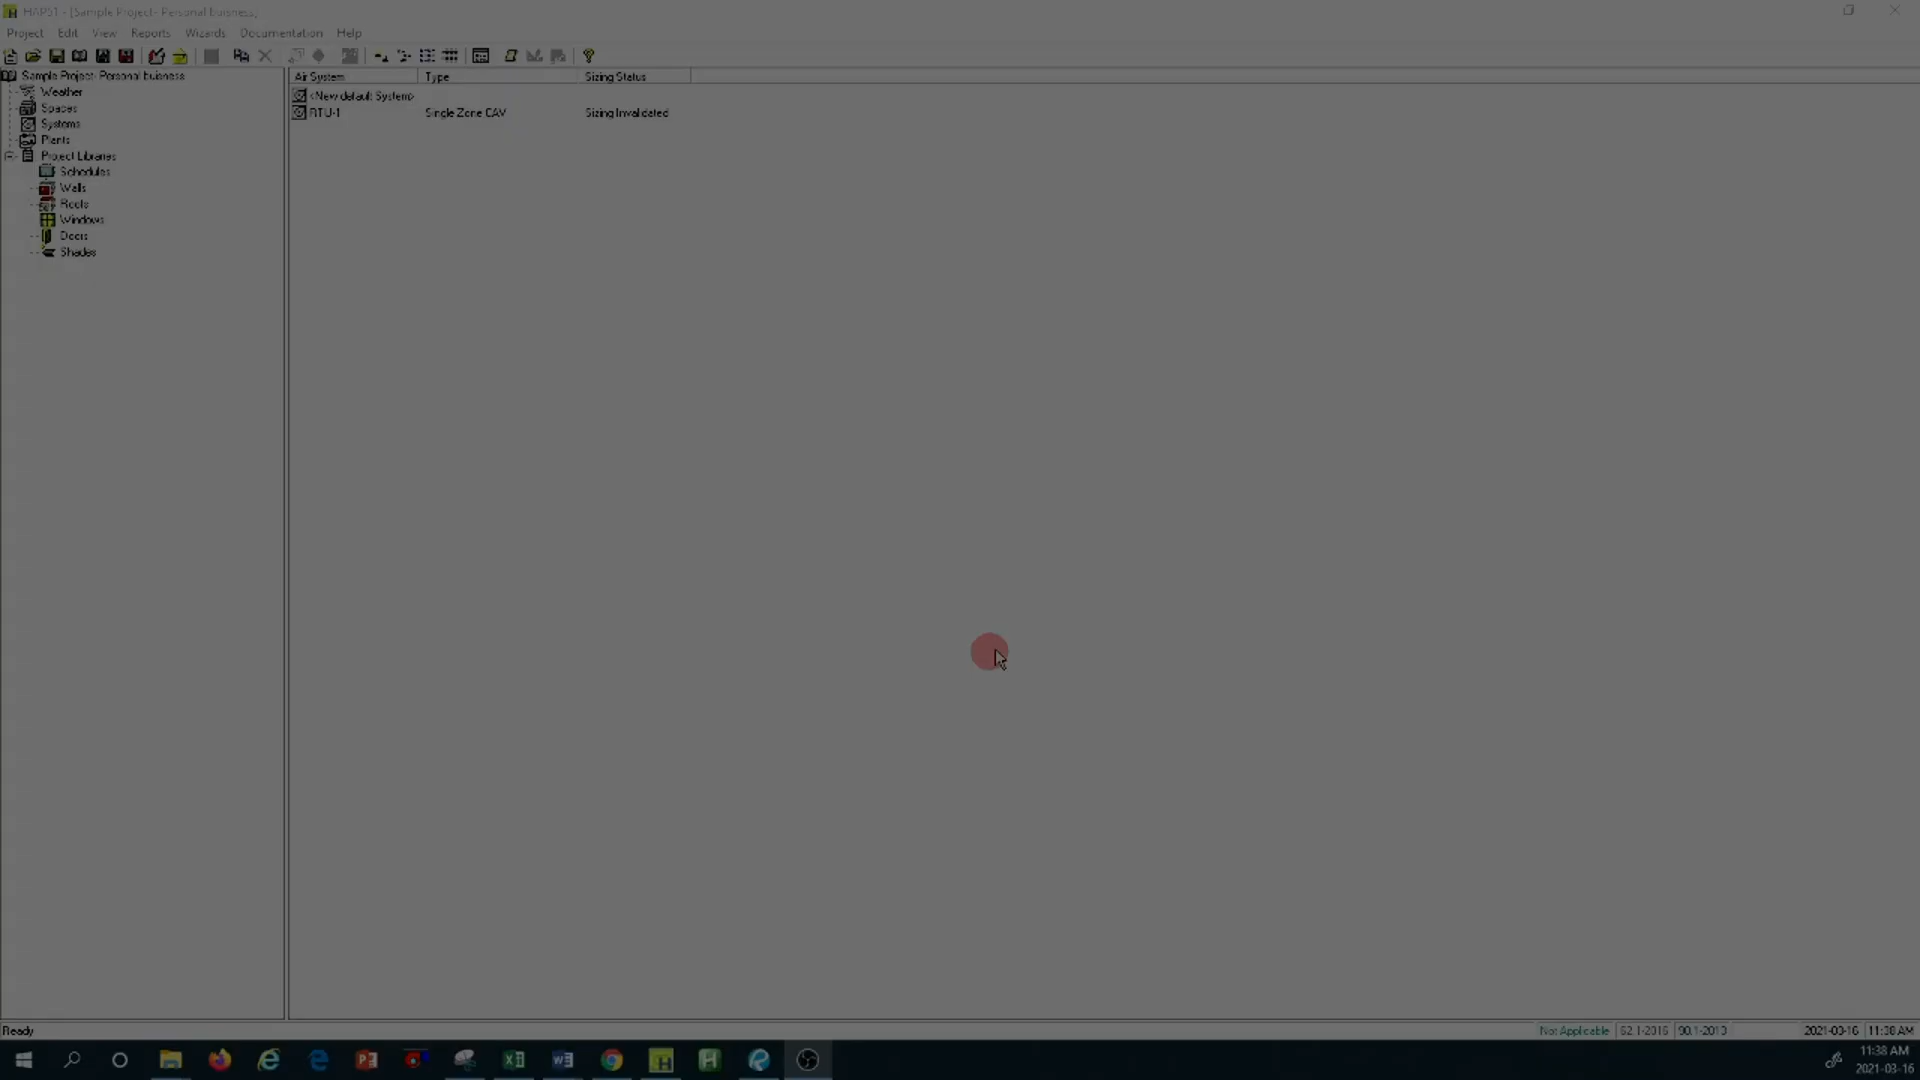 HAP51 - [Sample Project- Personal buisness]
Project Edit View Reports Wizards Documentation Help
Sample Project- Personal buisness
Weather
Spaces
Systems
Plants
Project Libraries
Schedules
Walls
Roofs
Windows
Doors
Shades
Air System Type Sizing Status
<New default System>
RTU-1 Single Zone CAV Sizing Invalidated
Ready Not Applicable 62.1-2016 90.1-2013 2021-03-16 11:38 AM
11:38 AM
2021-03-16